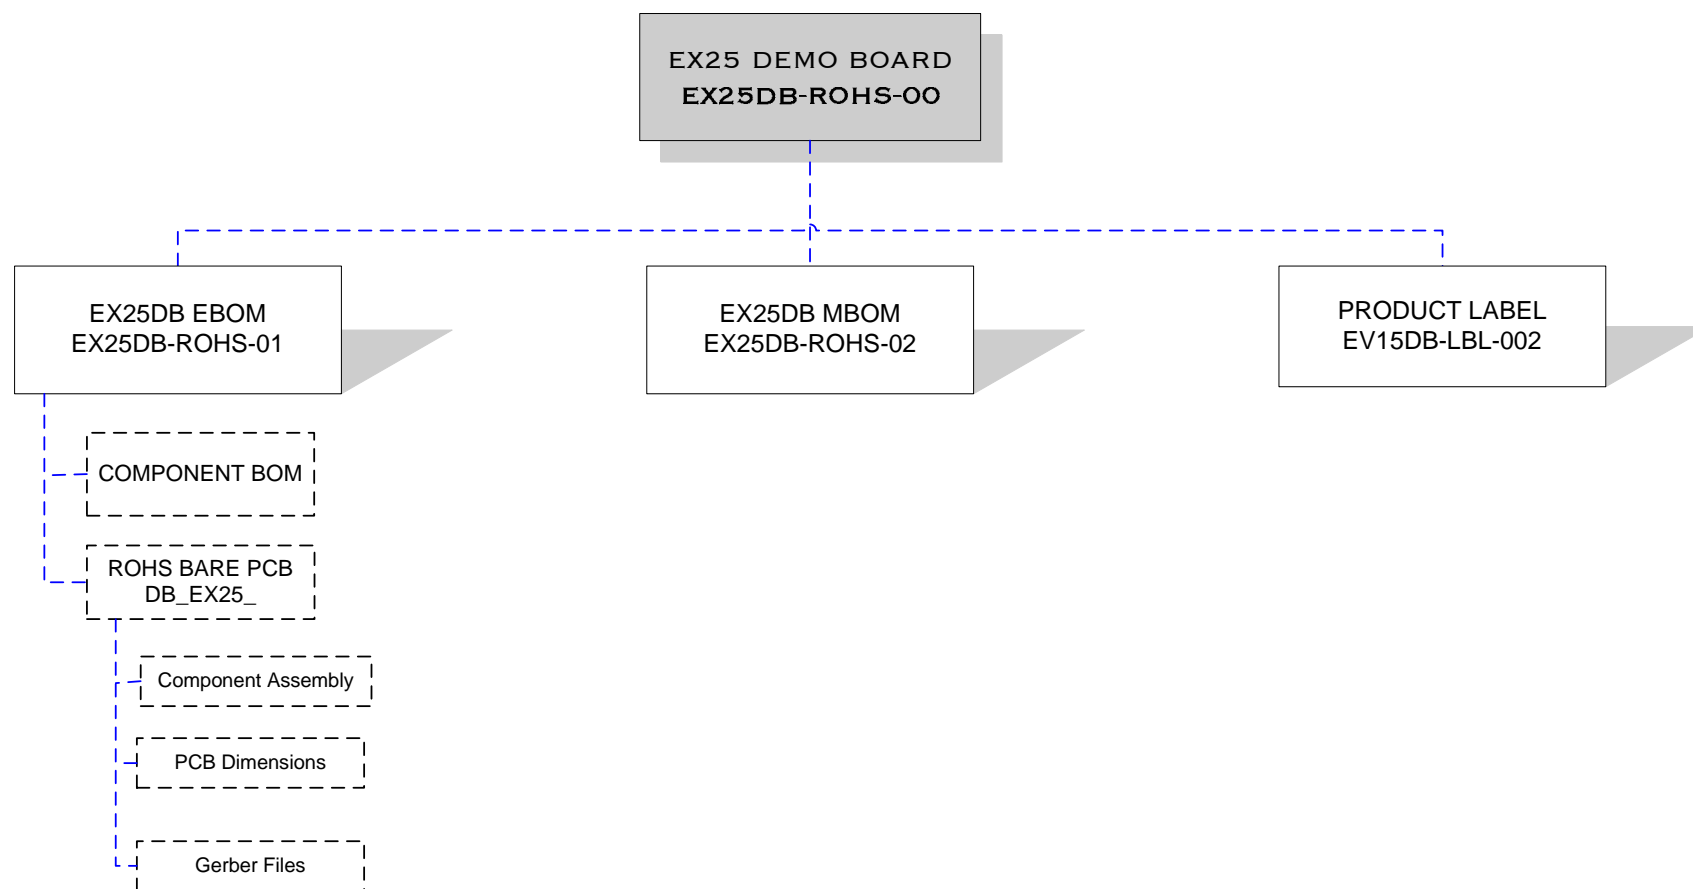 EX25 DEMO BOARD
EX25DB-ROHS-00
EX25DB EBOM
EX25DB-ROHS-01
EX25DB MBOM
EX25DB-ROHS-02
PRODUCT LABEL
EV15DB-LBL-002
COMPONENT BOM
ROHS BARE PCB
DB_EX25_
Component Assembly
PCB Dimensions
Gerber Files